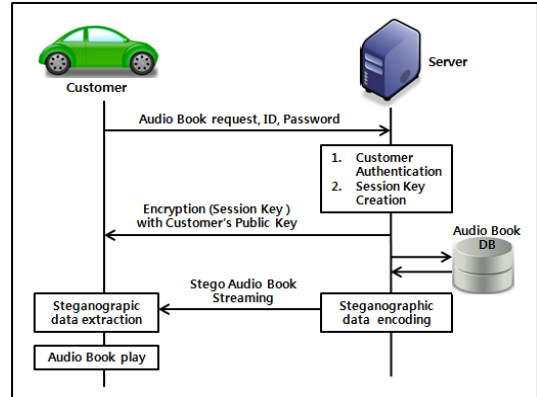 Customer
Server
Audio Book request, ID, Password
1. Customer
Authentication
2. Session Key
Creation
Encryption (Session Key )
with Customer's Public Key
Audio Book
DB
Stego Audio Book
Streaming
Steganograpic
data extraction
Steganographic
data encoding
Audio Book play